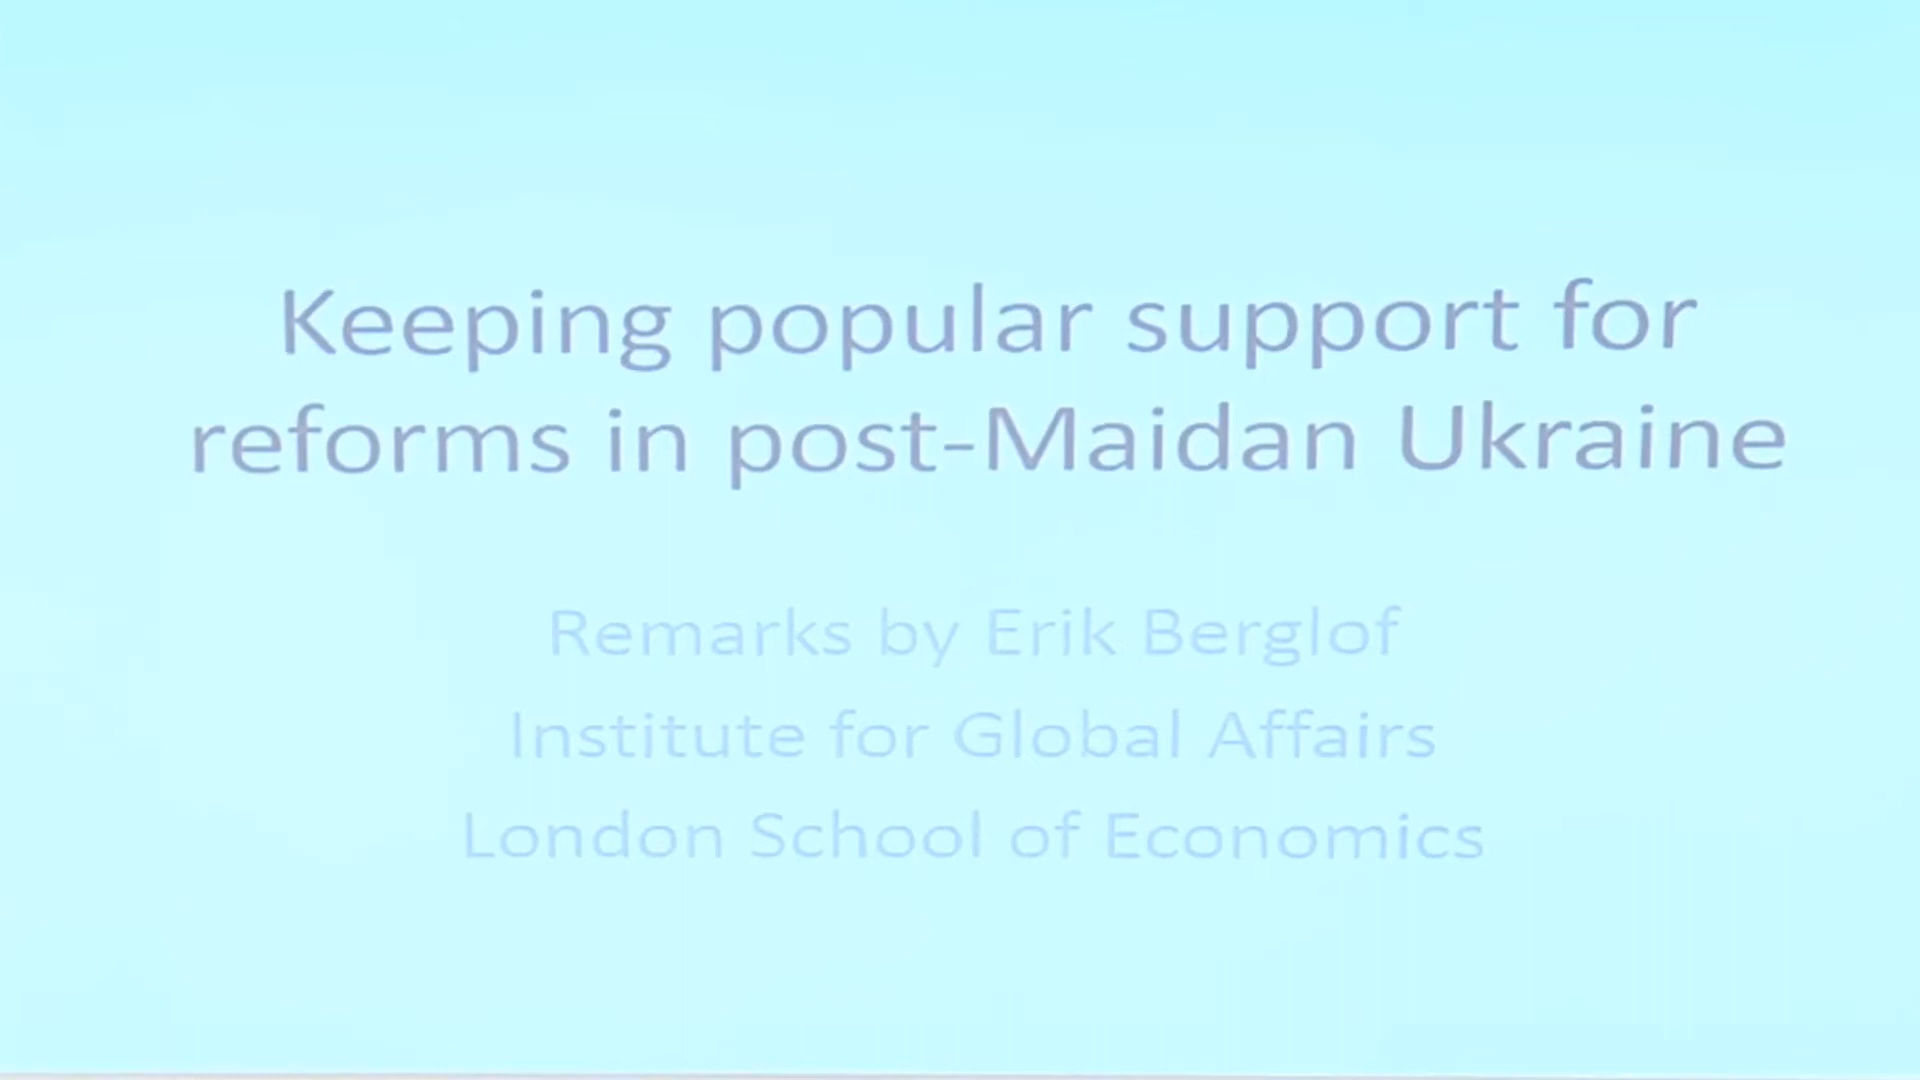 Keeping popular support for
reforms in post-Maidan Ukraine
Remarks by Erik Berglof
Institute for Global Affairs
London School of Economics